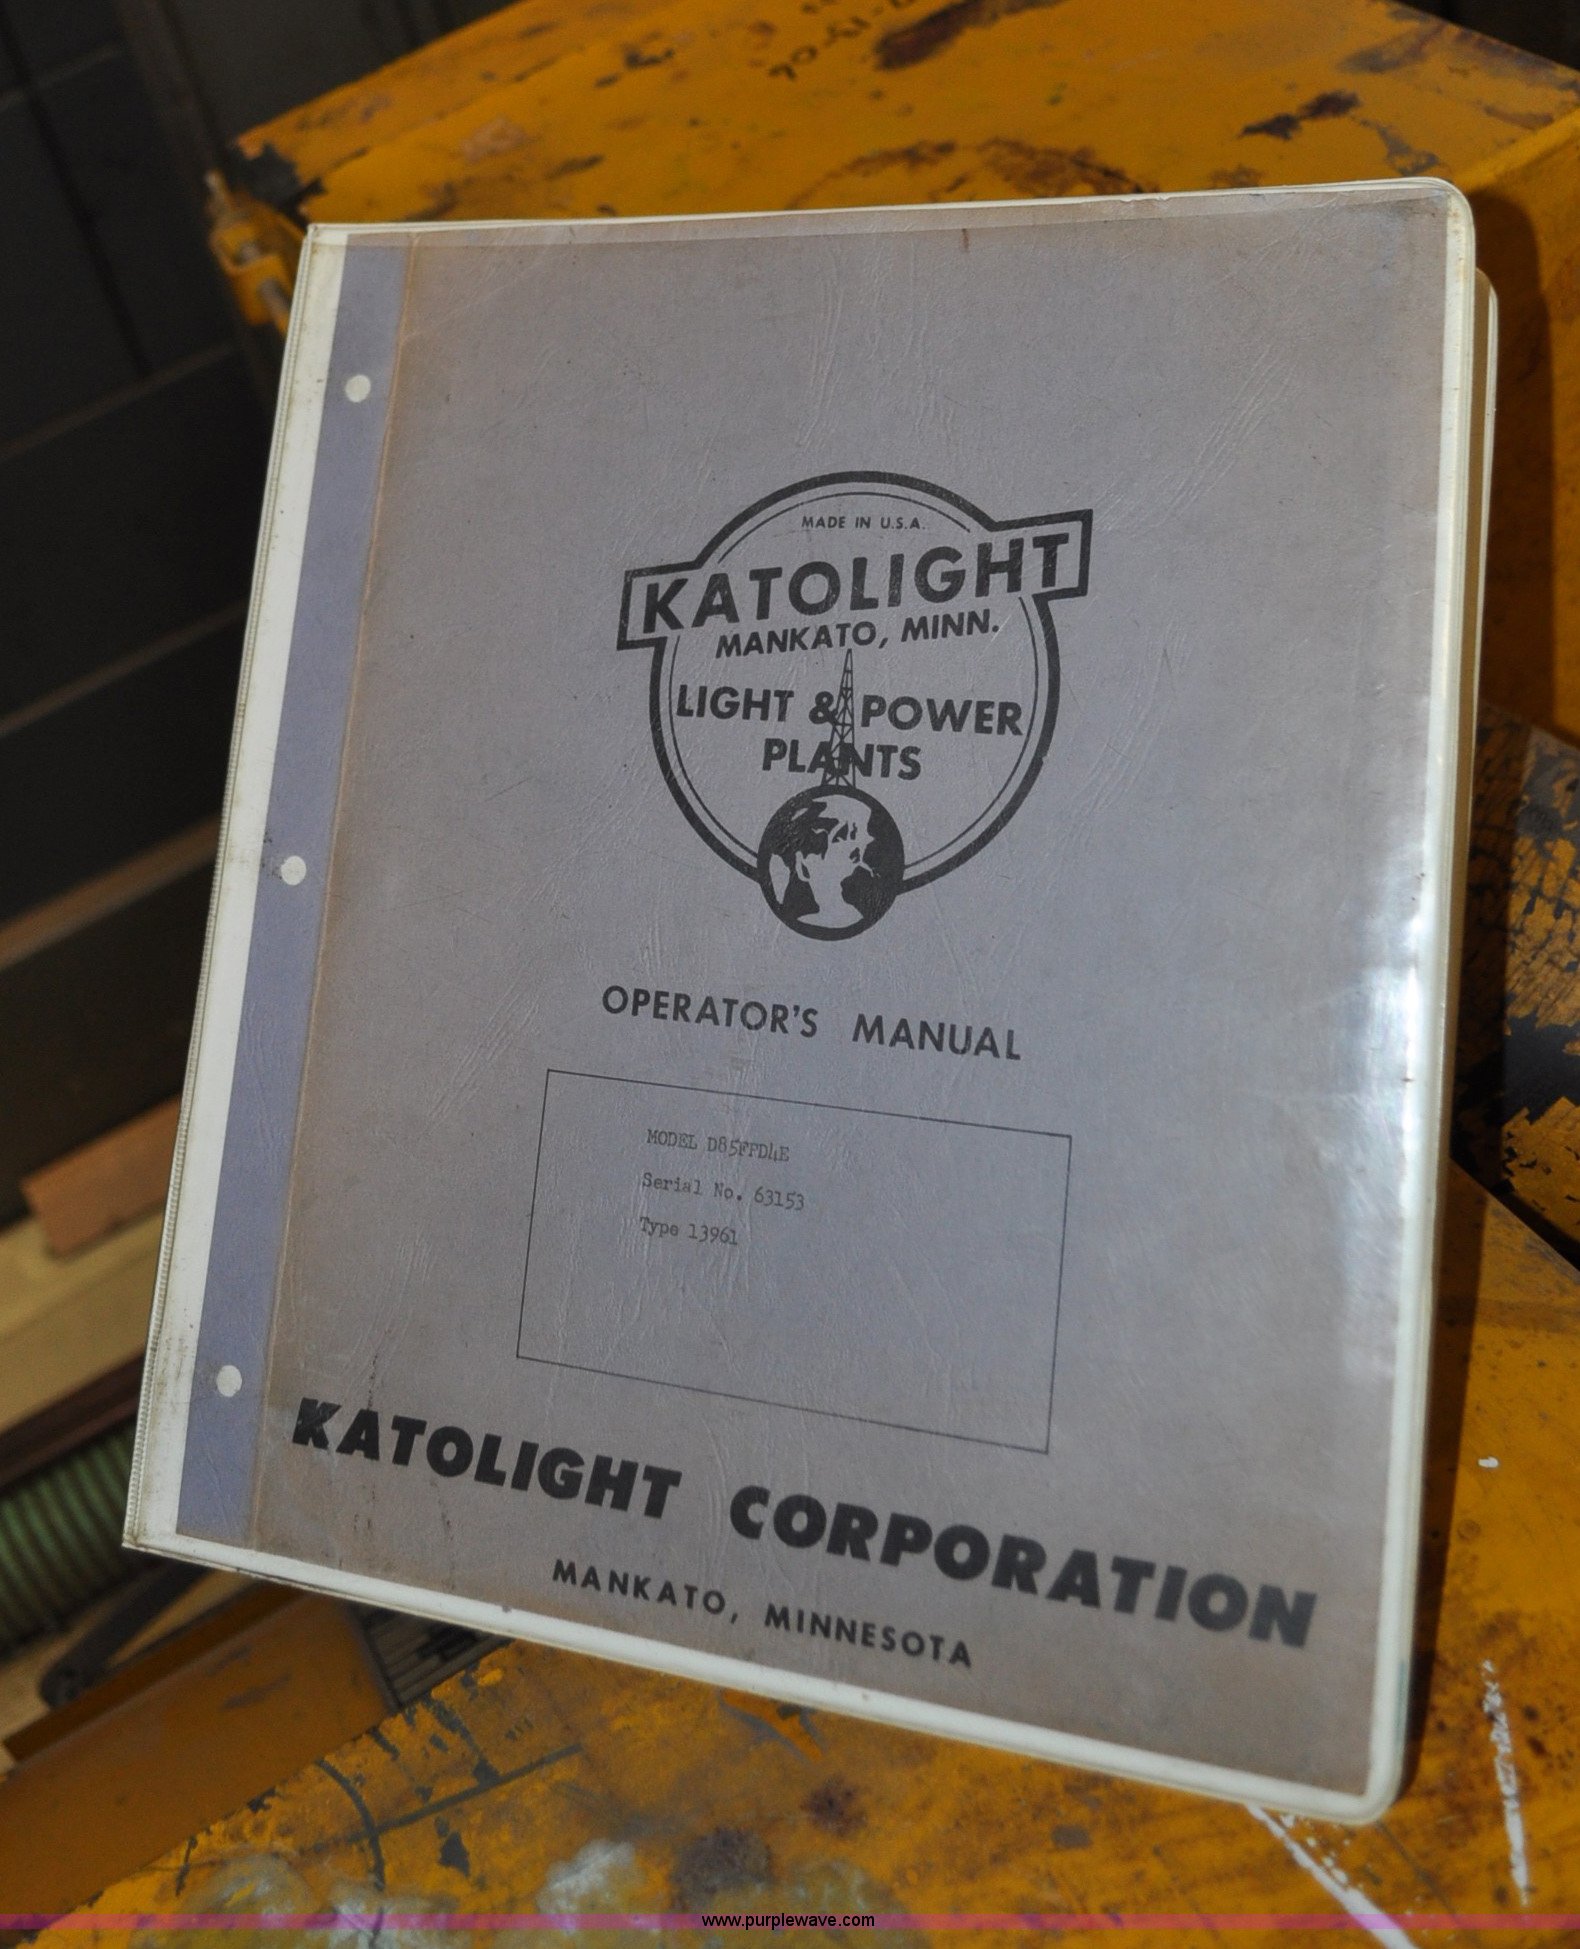 MADE IN U.S.A.
KATOLIGHT
MANKATO, MINN.
LIGHT & POWER
PLANTS
OPERATOR'S MANUAL
MODEL D85FPD4E
Serial No. 63153
Type 13961
KATOLIGHT CORPORATION
MANKATO, MINNESOTA
www.purplewave.com